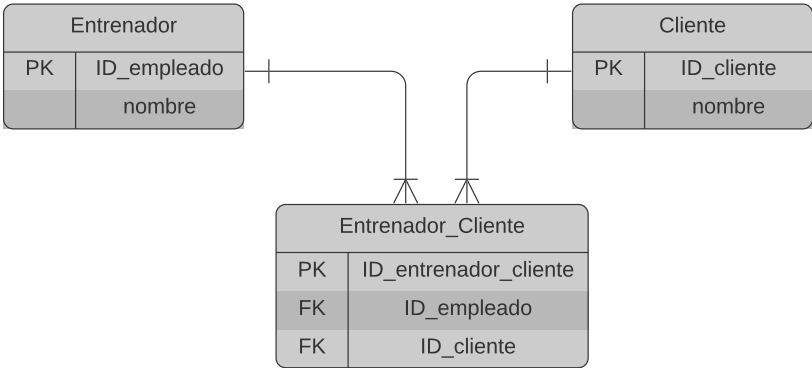 Entrenador
PK ID_empleado
nombre
Cliente
PK ID_cliente
nombre
Entrenador_Cliente
PK ID_entrenador_cliente
FK ID_empleado
FK ID_cliente